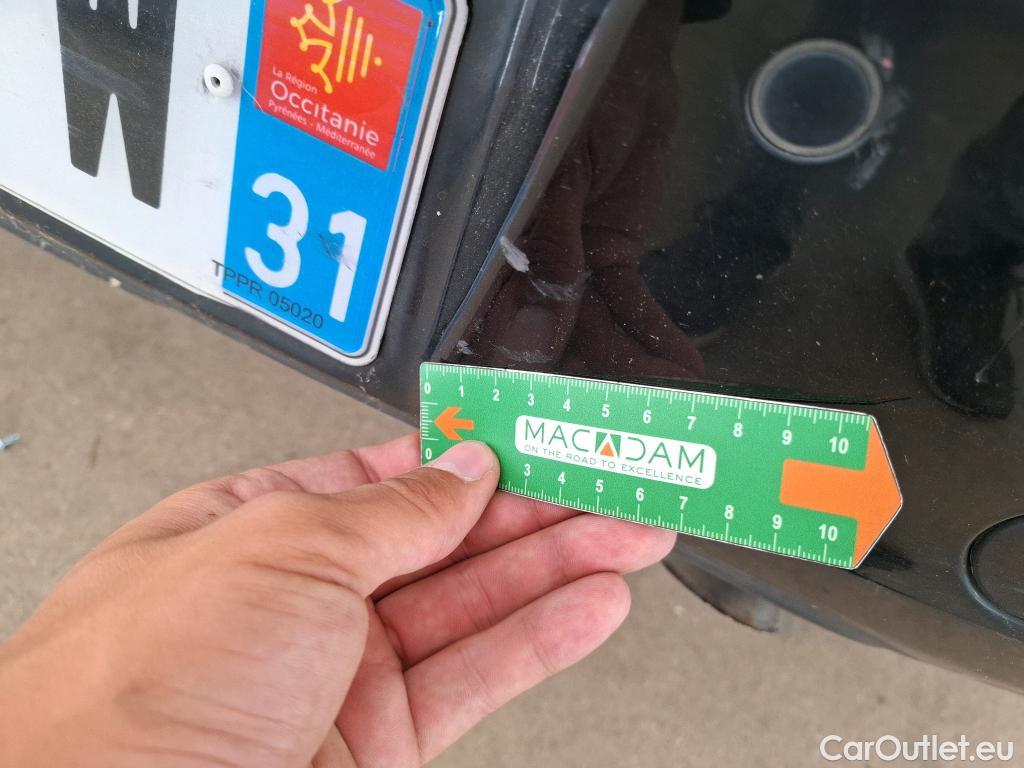 W
La Région
Occitanie
Pyrénées - Méditerranée
31
TPPR 05020
0 1 2 3 4 5 6 7 8 9 10
MACADAM
ON THE ROAD TO EXCELLENCE
0 3 4 5 6 7 8 9 10
CarOutlet.eu